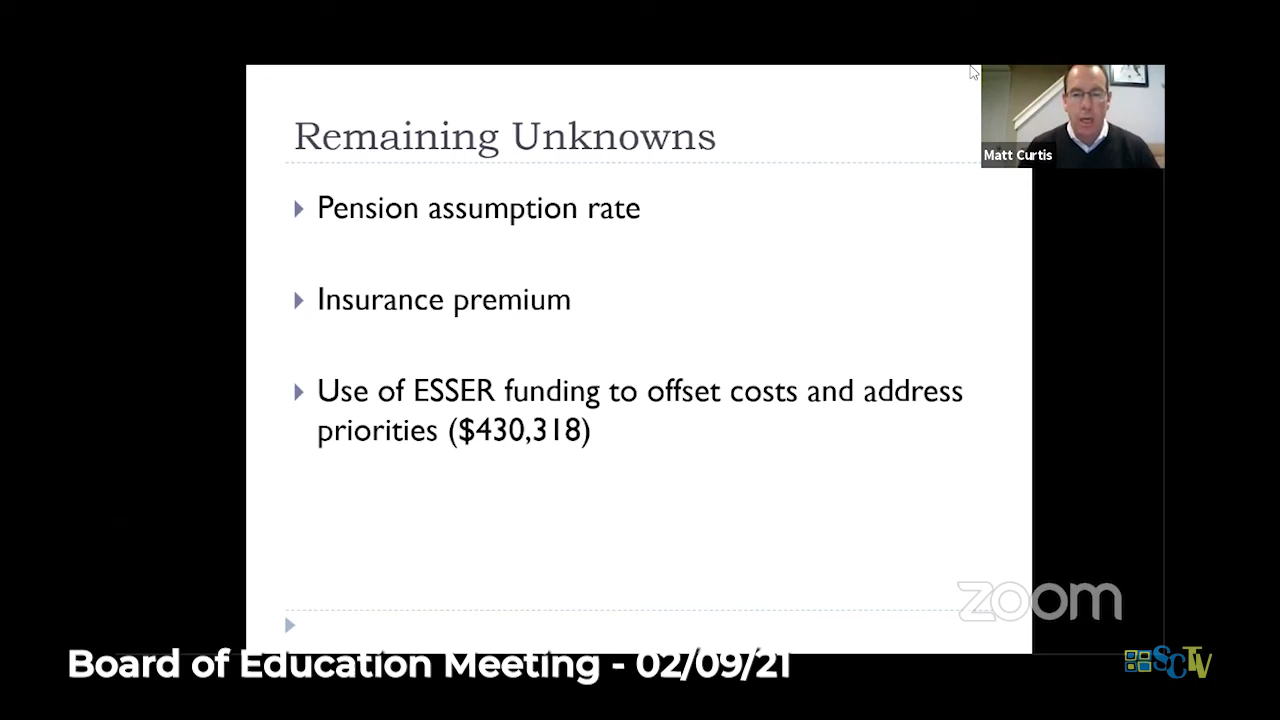 Remaining Unknowns
Matt Curtis
Pension assumption rate
Insurance premium
Use of ESSER funding to offset costs and address
priorities ($430,318)
zoom
Board of Education Meeting - 02/09/21
SCTV